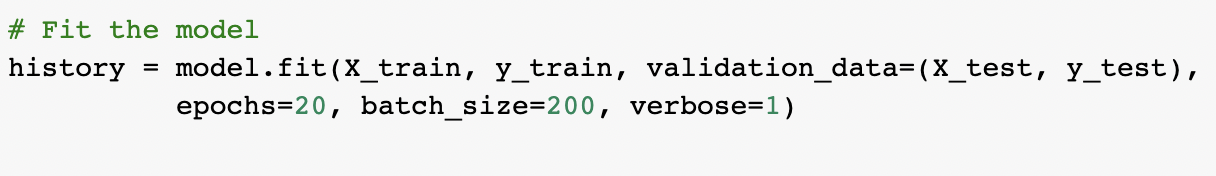 # Fit the model
history = model.fit(X_train, y_train, validation_data=(X_test, y_test),
epochs=20, batch_size=200, verbose=1)